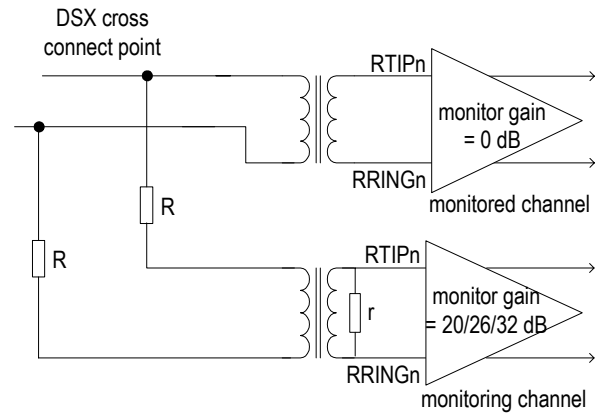 DSX cross
connect point
RTIPn
monitor gain
= 0 dB
RRINGn
monitored channel
R
R
RTIPn
r
monitor gain
= 20/26/32 dB
RRINGn
monitoring channel